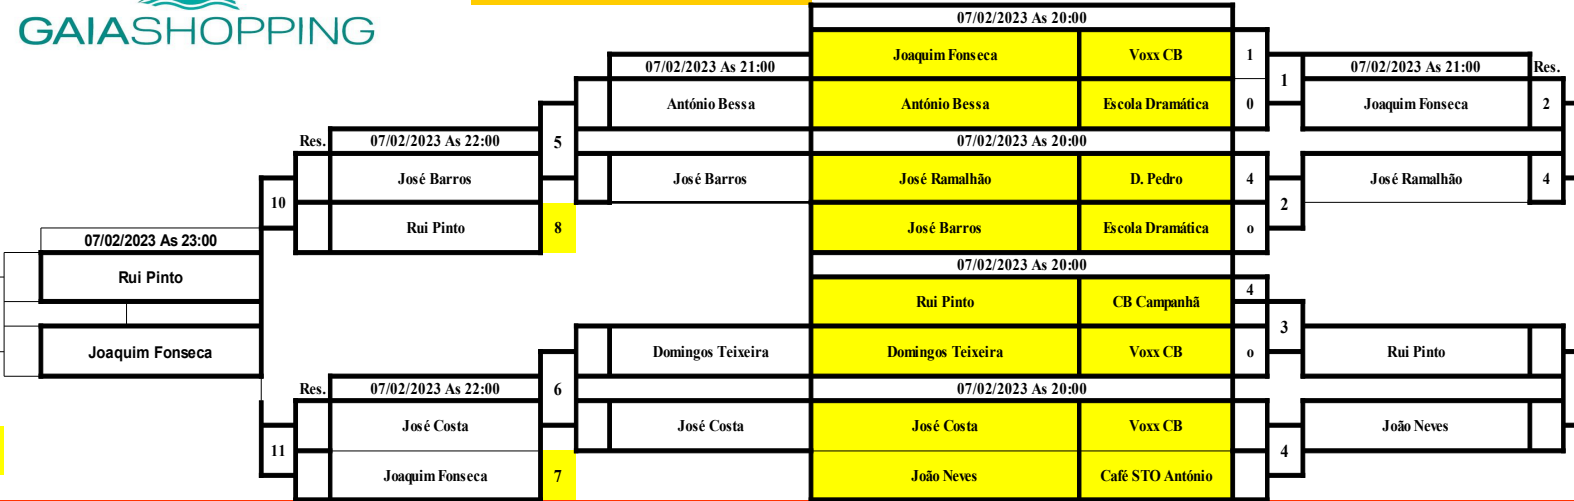 GAIASHOPPING
07/02/2023 As 20:00
Joaquim Fonseca Voxx CB 1
07/02/2023 As 21:00 07/02/2023 As 21:00 Res.
1
António Bessa António Bessa Escola Dramática 0 Joaquim Fonseca 2
Res. 07/02/2023 As 22:00 5 07/02/2023 As 20:00
José Barros José Barros José Ramalhão D. Pedro 4 José Ramalhão 4
10 2
Rui Pinto 8 José Barros Escola Dramática o
07/02/2023 As 23:00
07/02/2023 As 20:00
Rui Pinto
4
Rui Pinto CB Campanhã
3
Joaquim Fonseca Domingos Teixeira Domingos Teixeira Voxx CB o Rui Pinto
Res. 07/02/2023 As 22:00 6 07/02/2023 As 20:00
José Costa José Costa José Costa Voxx CB João Neves
11 4
Joaquim Fonseca 7 João Neves Café STO António